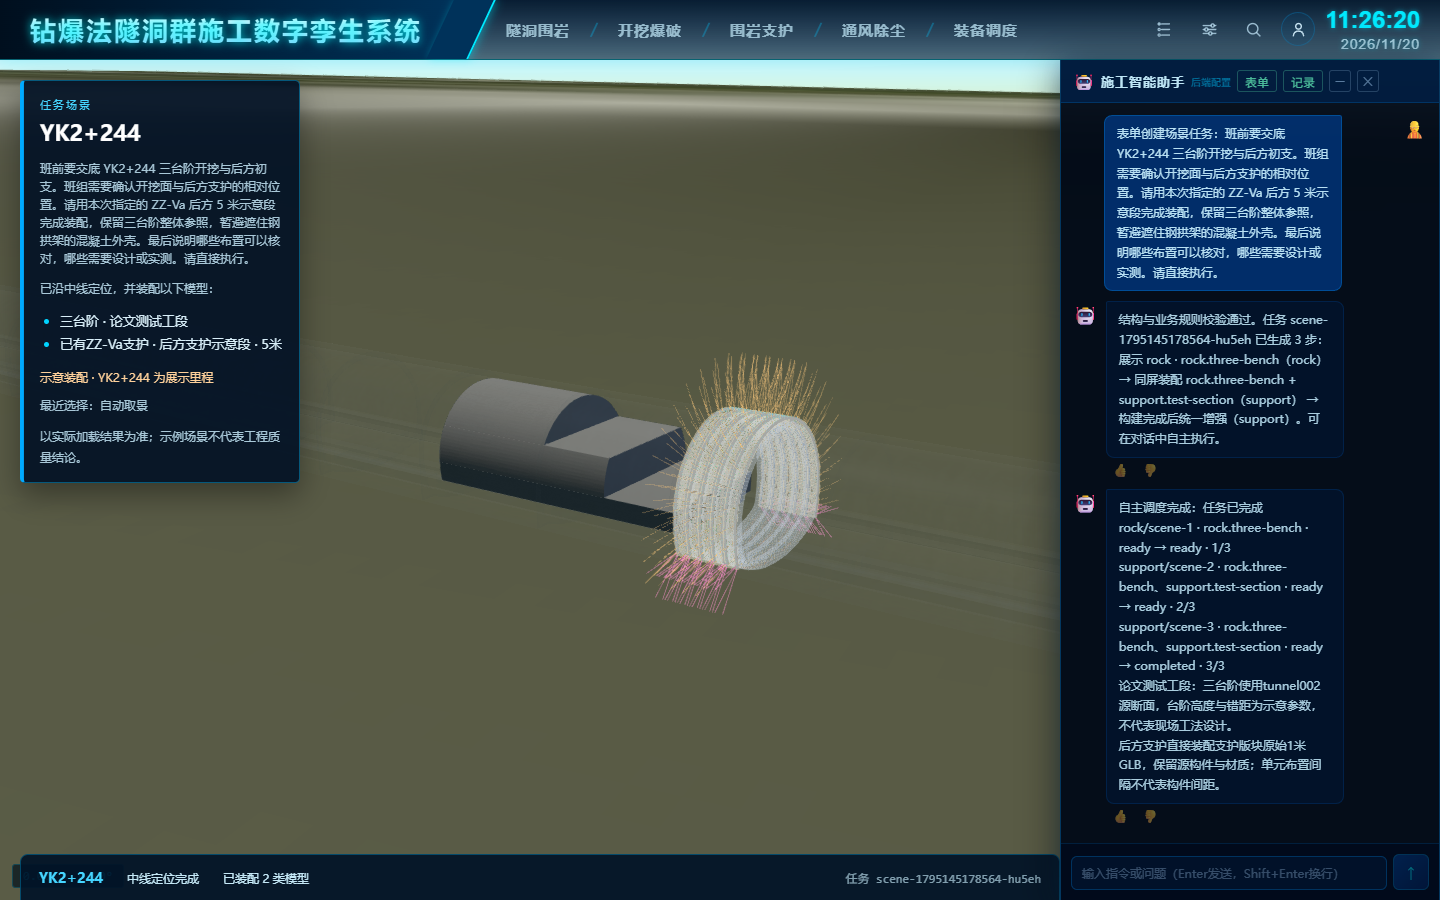 钻爆法隧洞群施工数字孪生系统
隧洞围岩 / 开挖爆破 / 围岩支护 / 通风除尘 / 装备调度
11:26:20
2026/11/20
任务场景
YK2+244
班前要交底 YK2+244 三台阶开挖与后方初
支。班组需要确认开挖面与后方支护的相对位
置。请用本次指定的 ZZ-Va 后方 5 米示意段
完成装配，保留三台阶整体参照，暂避遮住钢
拱架的混凝土外壳。最后说明哪些布置可以核
对，哪些需要设计或实测。请直接执行。
已沿中线定位，并装配以下模型：
三台阶 · 论文测试工段
已有ZZ-Va支护 · 后方支护示意段 · 5米
示意装配 · YK2+244 为展示里程
最近选择：自动取景
以实际加载结果为准；示例场景不代表工程质
量结论。
施工智能助手 后端配置 表单 记录
表单创建场景任务：班前要交底
YK2+244 三台阶开挖与后方初支。班组
需要确认开挖面与后方支护的相对位
置。请用本次指定的 ZZ-Va 后方 5 米示
意段完成装配，保留三台阶整体参照，
暂避遮住钢拱架的混凝土外壳。最后说
明哪些布置可以核对，哪些需要设计或
实测。请直接执行。
结构与业务规则校验通过。任务 scene-
1795145178564-hu5eh 已生成 3 步：
展示 rock · rock.three-bench（rock）
→ 同屏装配 rock.three-bench +
support.test-section（support） →
构建完成后统一增强（support）。可
在对话中自主执行。
自主调度完成：任务已完成
rock/scene-1 · rock.three-bench ·
ready → ready · 1/3
support/scene-2 · rock.three-
bench、support.test-section · ready
→ ready · 2/3
support/scene-3 · rock.three-
bench、support.test-section · ready
→ completed · 3/3
论文测试工段：三台阶使用tunnel002
源断面，台阶高度与错距为示意参数，
不代表现场工法设计。
后方支护直接装配支护版块原始1米
GLB，保留源构件与材质；单元布置间
隔不代表构件间距。
YK2+244 中线定位完成 已装配 2 类模型 任务 scene-1795145178564-hu5eh
输入指令或问题（Enter发送，Shift+Enter换行）